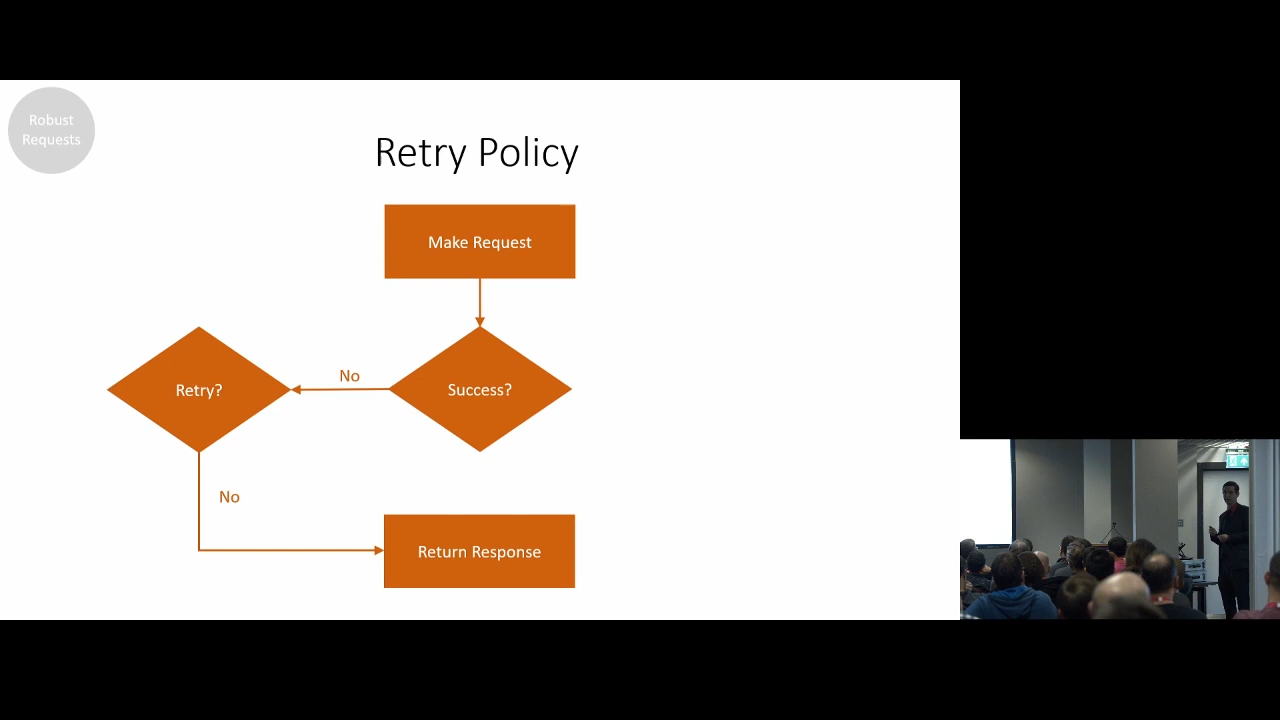 Robust
Requests
Retry Policy
Make Request
Retry?
No
Success?
No
Return Response